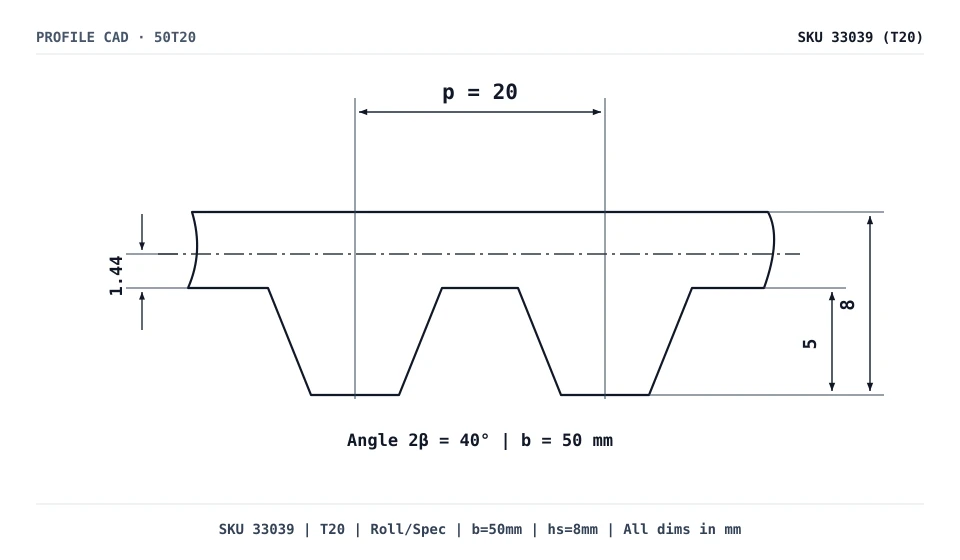 PROFILE CAD · 50T20
SKU 33039 (T20)
p = 20
1.44
8
5
Angle 2β = 40° | b = 50 mm
SKU 33039 | T20 | Roll/Spec | b=50mm | hs=8mm | All dims in mm